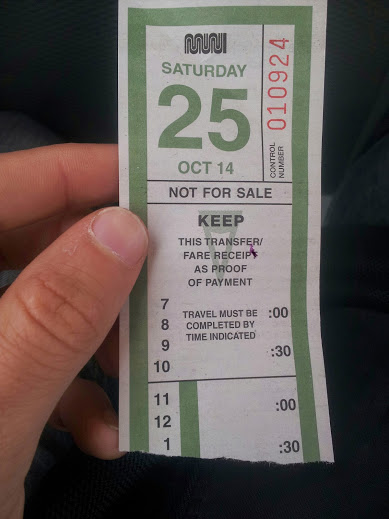 MUNI
SATURDAY
25
OCT 14
CONTROL
NUMBER
010924
NOT FOR SALE
KEEP
THIS TRANSFER/
FARE RECEIPT
AS PROOF
OF PAYMENT
7
8
9
10
TRAVEL MUST BE
COMPLETED BY
TIME INDICATED
:00
:30
11
12
1
:00
:30